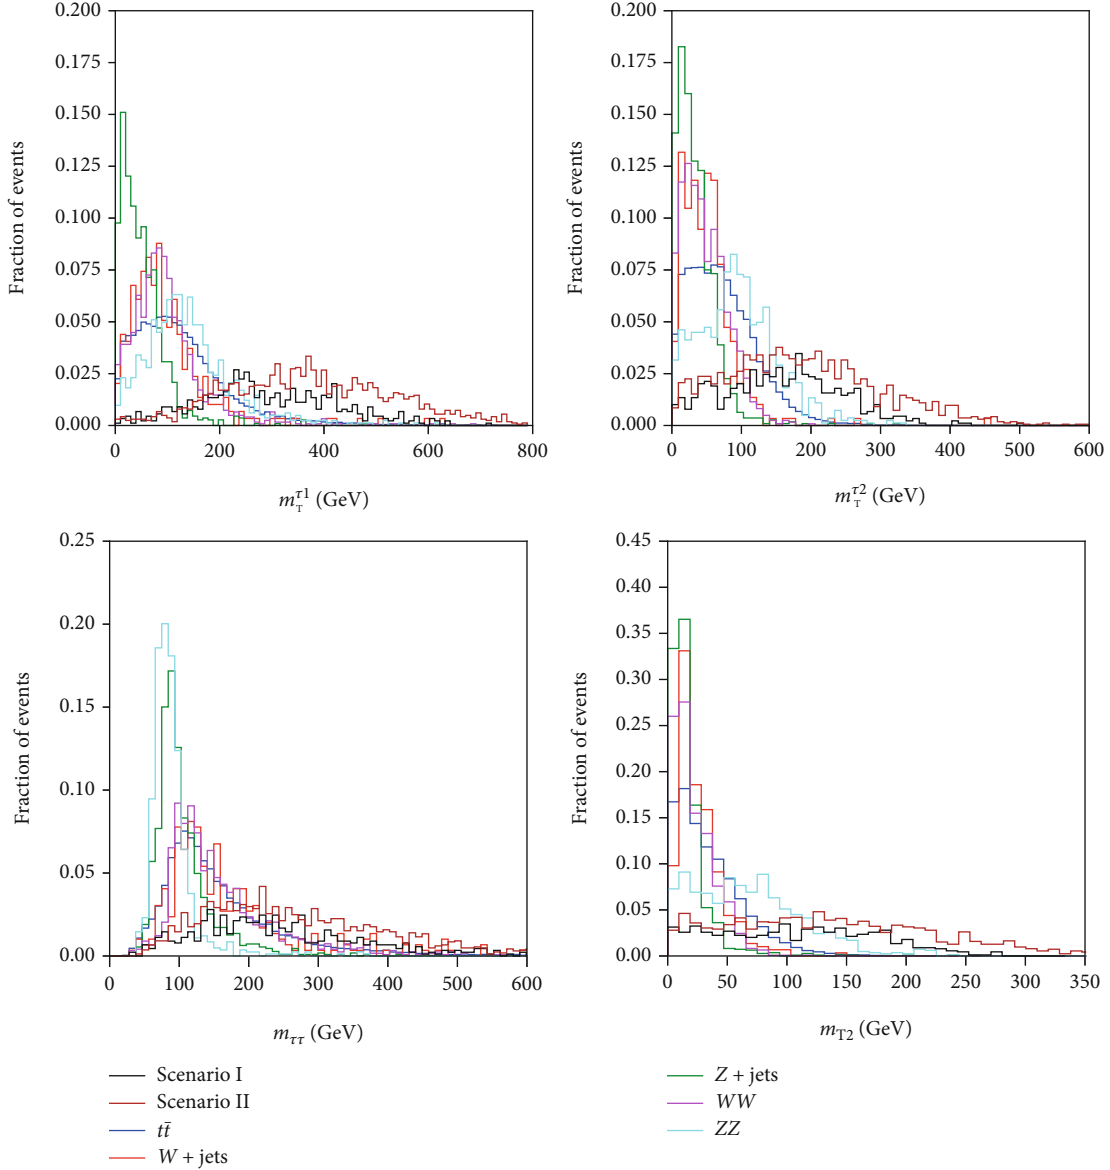 0.200
0.175
0.150
0.125
0.100
0.075
0.050
0.025
0.000
Fraction of events
0 200 400 600 800
m_T^{τ1} (GeV)
0.200
0.175
0.150
0.125
0.100
0.075
0.050
0.025
0.000
Fraction of events
0 100 200 300 400 500 600
m_T^{τ2} (GeV)
0.25
0.20
0.15
0.10
0.05
0.00
Fraction of events
0 100 200 300 400 500 600
m_{ττ} (GeV)
0.45
0.35
0.30
0.45
0.25
0.20
0.15
0.10
0.05
0.00
Fraction of events
0 50 100 150 200 250 350
m_{T2} (GeV)
Scenario I
Scenario II
tt̄
W + jets
Z + jets
WW
ZZ